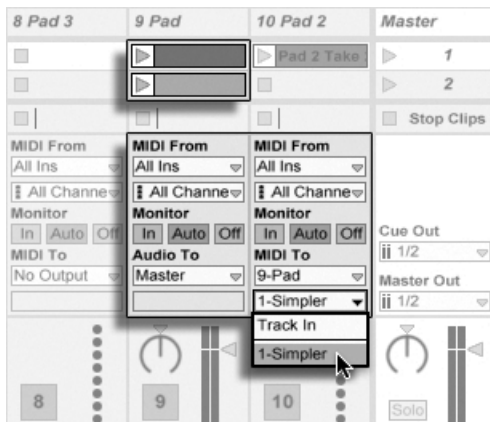 8 Pad 3 9 Pad 10 Pad 2 Master
Pad 2 Take 1
2
Stop Clips
MIDI From MIDI From MIDI From
All Ins All Ins All Ins
All Channe All Channe All Channe
Monitor Monitor Monitor
In Auto Off In Auto Off In Auto Off Cue Out
MIDI To Audio To MIDI To ii 1/2
No Output Master 9-Pad Master Out
1-Simpler ii 1/2
Track In
1-Simpler
8 9 10 Solo